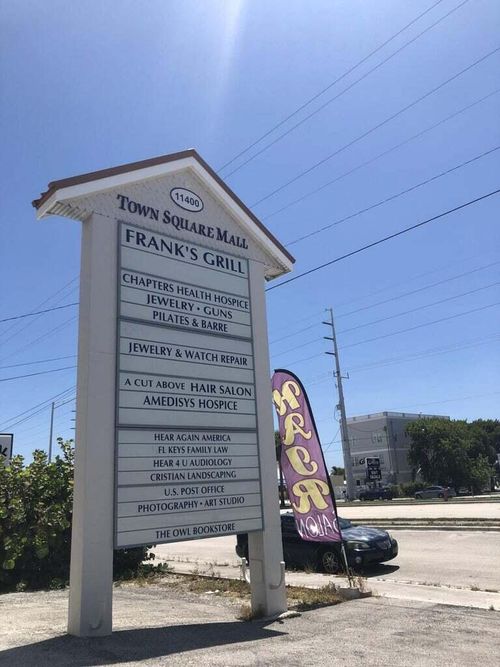 11400
TOWN SQUARE MALL
FRANK'S GRILL
CHAPTERS HEALTH HOSPICE
JEWELRY • GUNS
PILATES & BARRE
JEWELRY & WATCH REPAIR
A CUT ABOVE HAIR SALON
AMEDISYS HOSPICE
HEAR AGAIN AMERICA
FL KEYS FAMILY LAW
HEAR 4 U AUDIOLOGY
CRISTIAN LANDSCAPING
U.S. POST OFFICE
PHOTOGRAPHY • ART STUDIO
THE OWL BOOKSTORE
HAIR
SALON